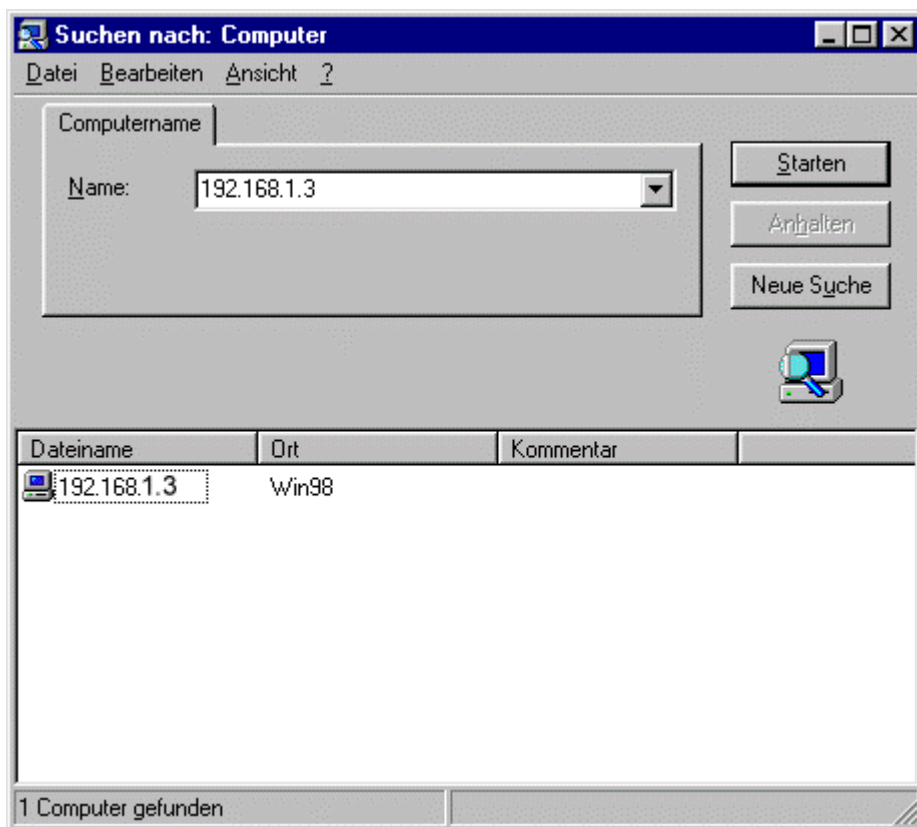 Suchen nach: Computer
Datei Bearbeiten Ansicht ?
Computername
Name: 192.168.1.3
Starten
Anhalten
Neue Suche
Dateiname Ort Kommentar
192.168.1.3 Win98
1 Computer gefunden